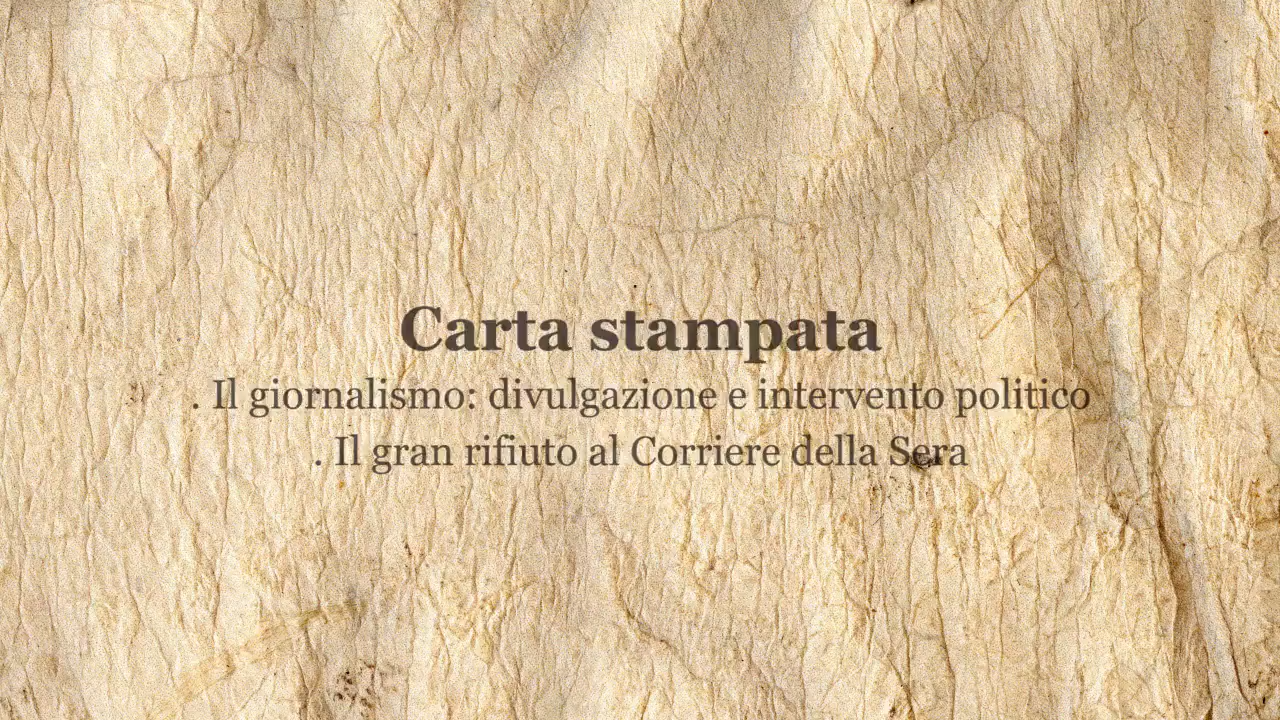 Carta stampata
. Il giornalismo: divulgazione e intervento politico
. Il gran rifiuto al Corriere della Sera